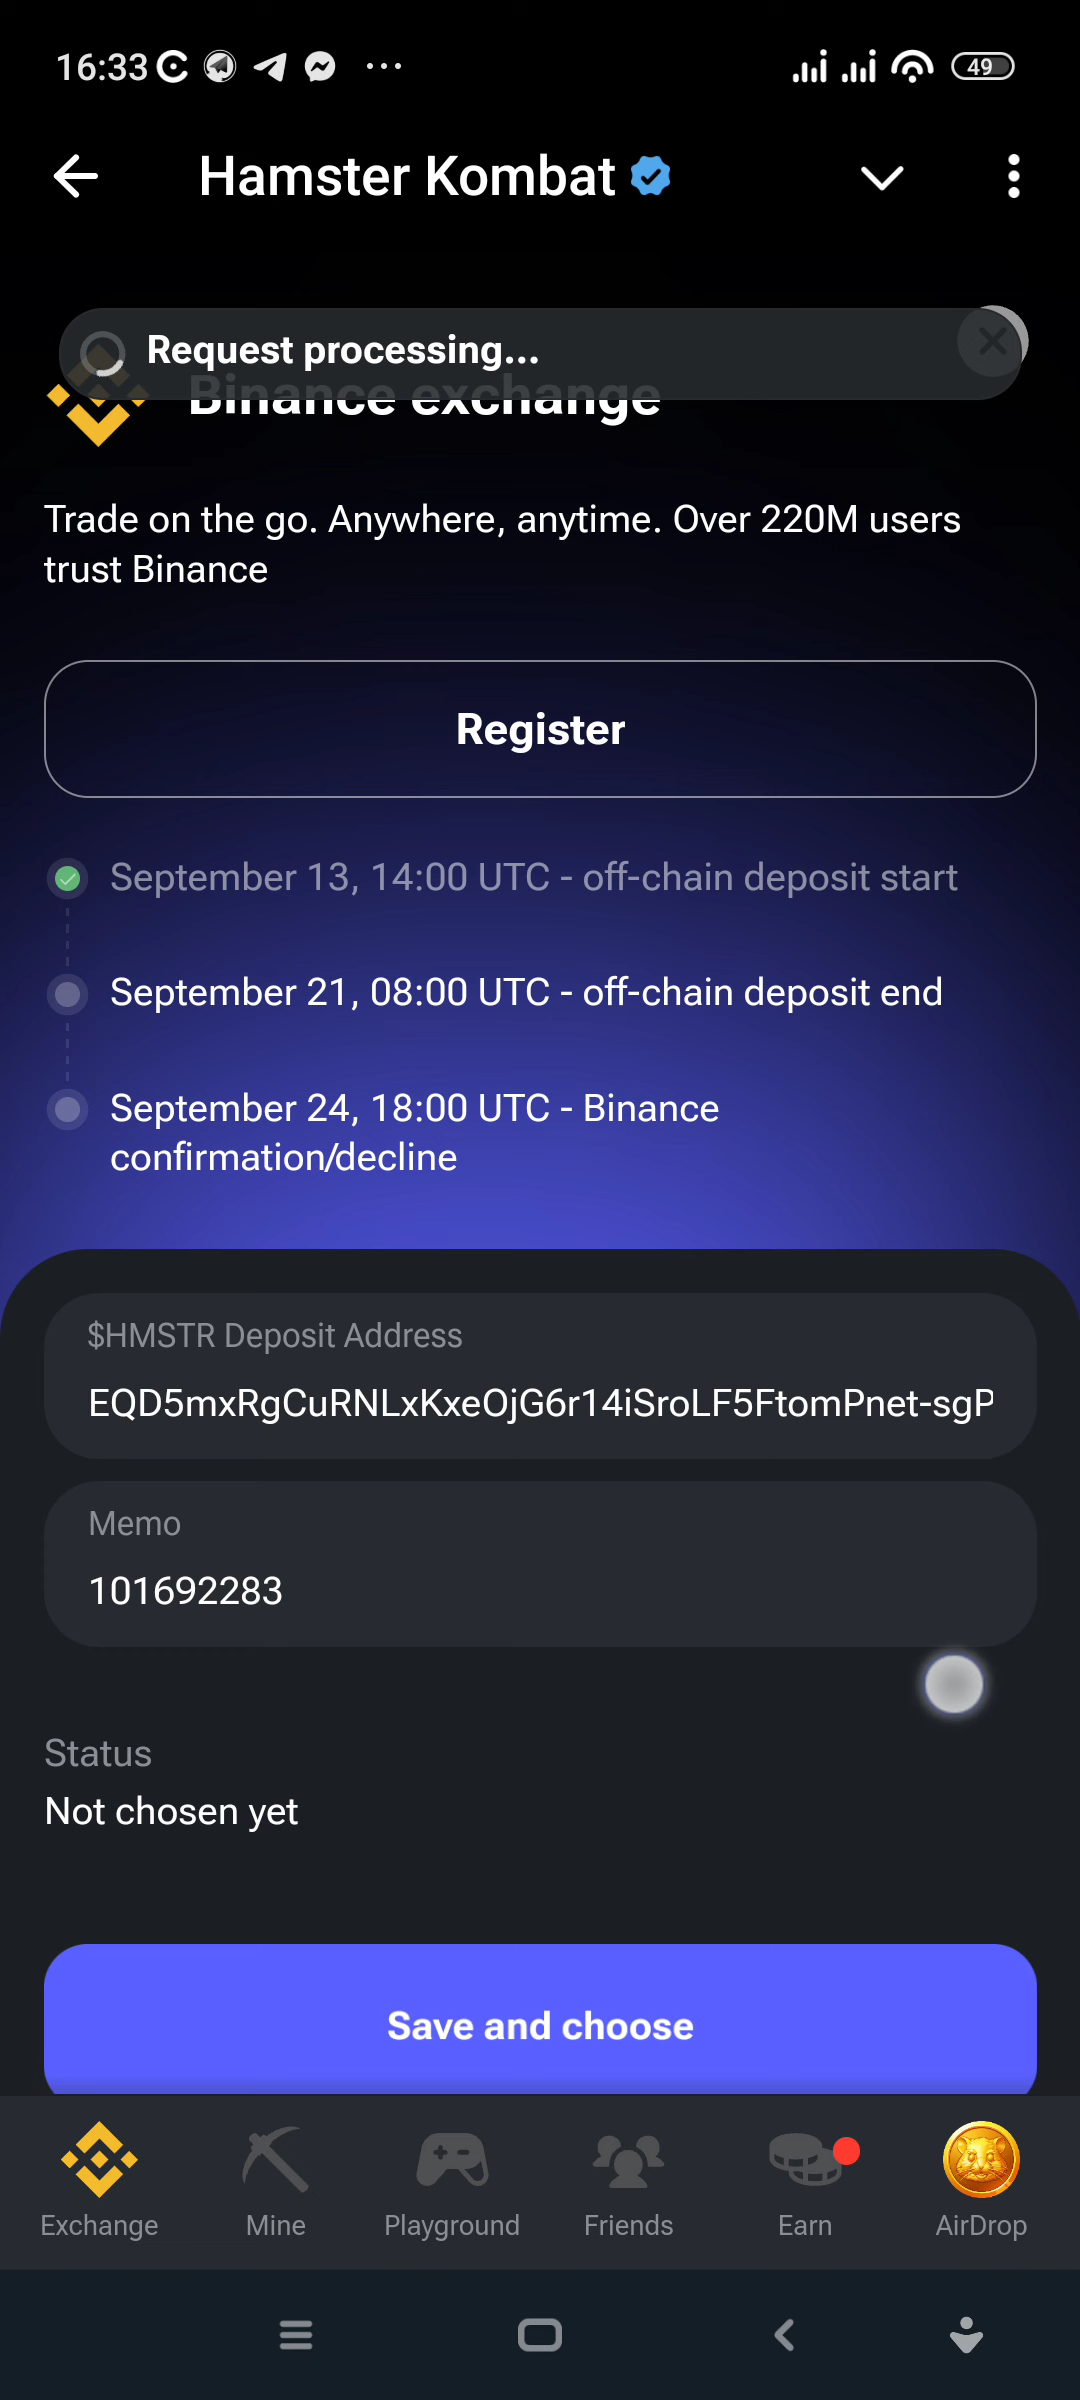 16:33
49
Hamster Kombat
Request processing...
Binance exchange
Trade on the go. Anywhere, anytime. Over 220M users
trust Binance
Register
September 13, 14:00 UTC - off-chain deposit start
September 21, 08:00 UTC - off-chain deposit end
September 24, 18:00 UTC - Binance
confirmation/decline
$HMSTR Deposit Address
EQD5mxRgCuRNLxKxeOjG6r14iSroLF5FtomPnet-sgP
Memo
101692283
Status
Not chosen yet
Save and choose
Exchange
Mine
Playground
Friends
Earn
AirDrop